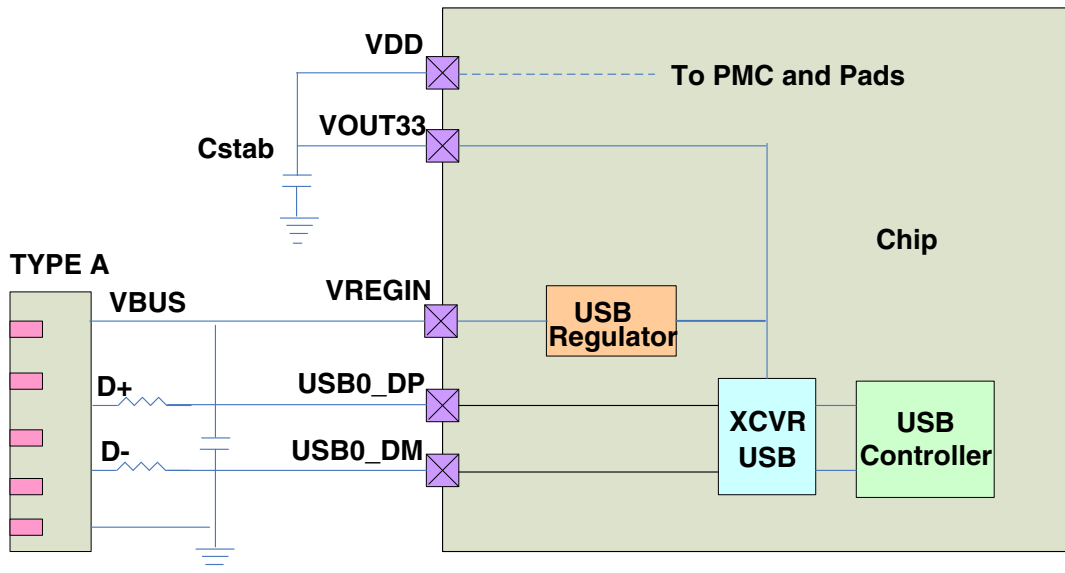 VDD
To PMC and Pads
VOUT33
Cstab
Chip
TYPE A
VBUS
VREGIN
USB
Regulator
D+
USB0_DP
D-
USB0_DM
XCVR
USB
USB
Controller